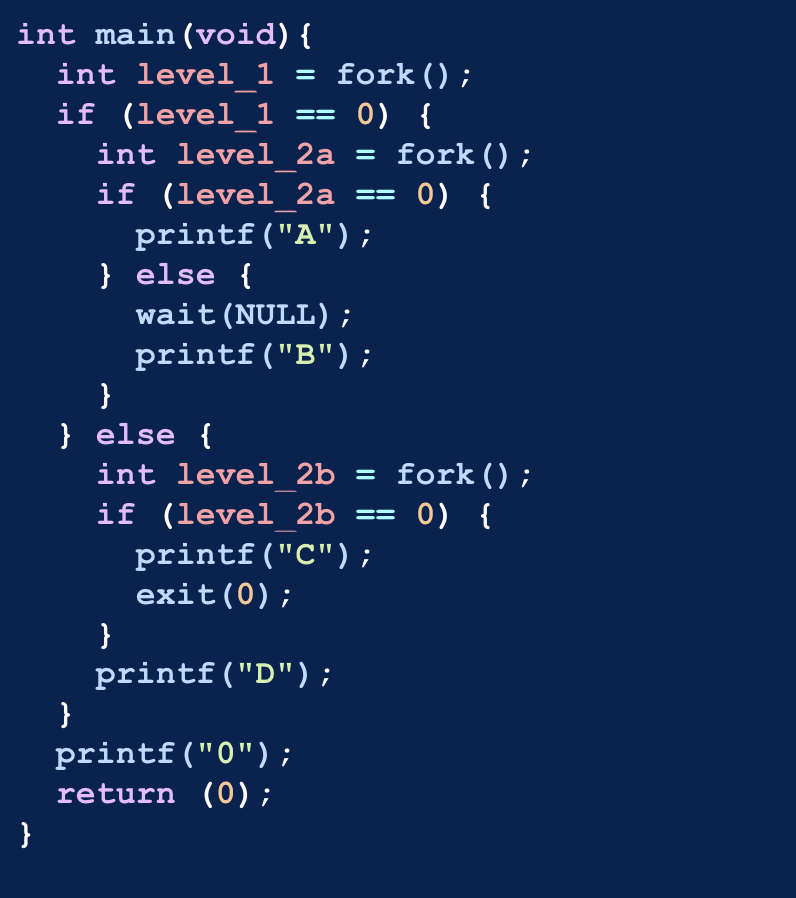 int main(void){
  int level_1 = fork();
  if (level_1 == 0) {
    int level_2a = fork();
    if (level_2a == 0) {
      printf("A");
    } else {
      wait(NULL);
      printf("B");
    }
  } else {
    int level_2b = fork();
    if (level_2b == 0) {
      printf("C");
      exit(0);
    }
    printf("D");
  }
  printf("0");
  return (0);
}